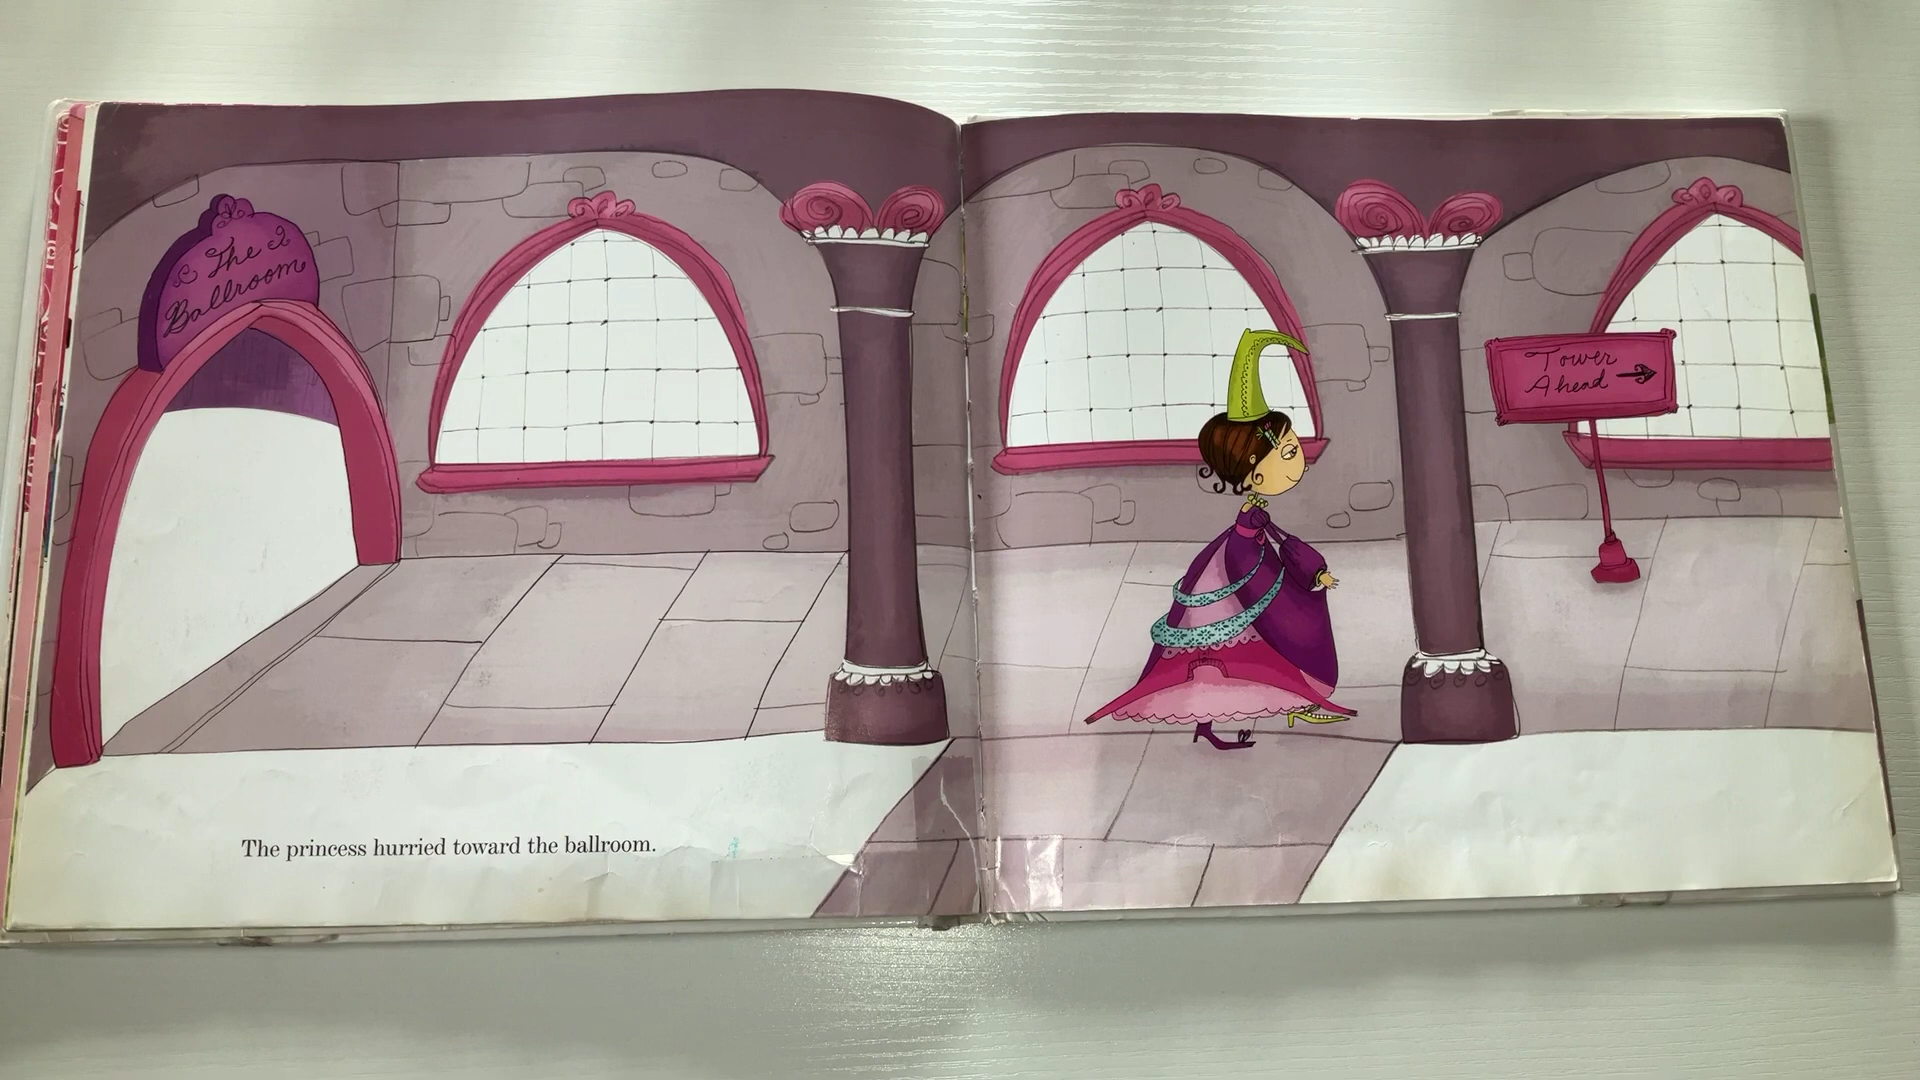 The
Ballroom
Tower
Ahead
The princess hurried toward the ballroom.